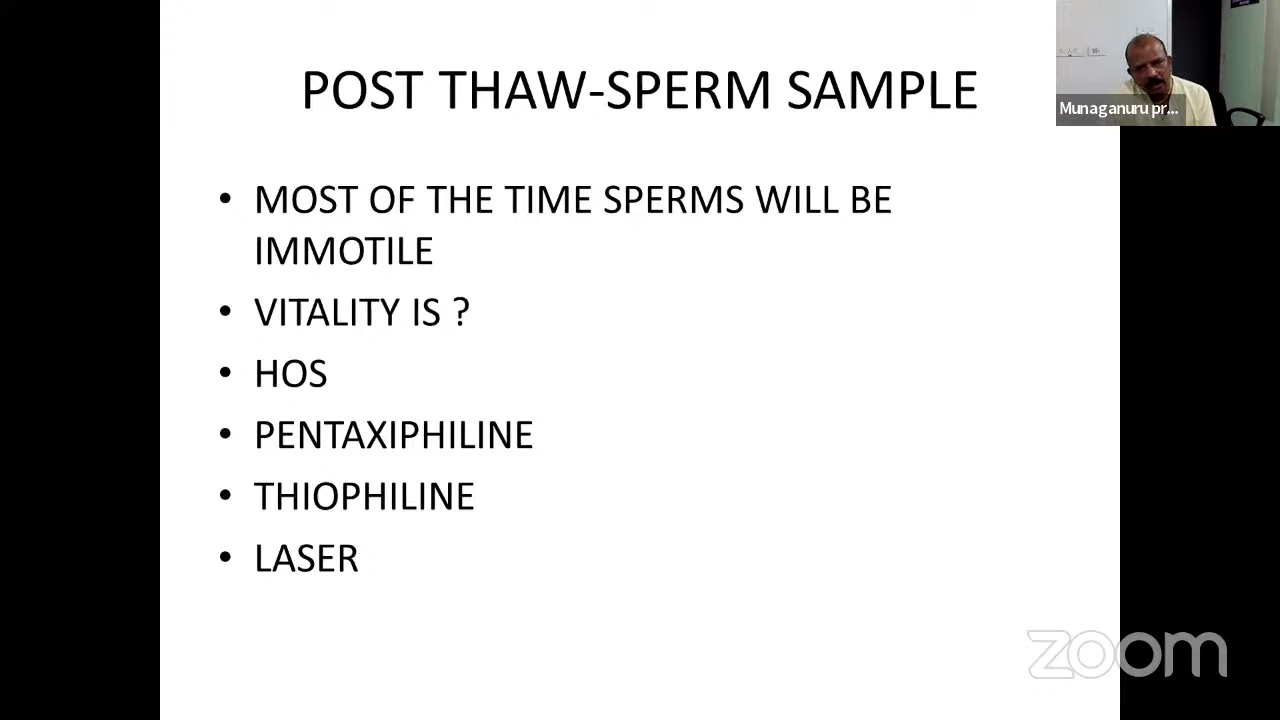 POST THAW-SPERM SAMPLE
Munaganuru pr...
• MOST OF THE TIME SPERMS WILL BE
IMMOTILE
• VITALITY IS ?
• HOS
• PENTAXIPHILINE
• THIOPHILINE
• LASER
zoom